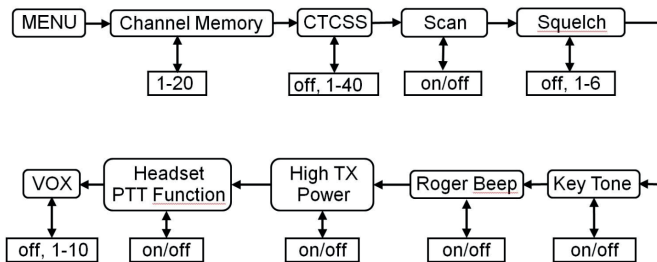 MENU
Channel Memory
CTCSS
Scan
Squelch
1-20
off, 1-40
on/off
off, 1-6
VOX
Headset
PTT Function
High TX
Power
Roger Beep
Key Tone
off, 1-10
on/off
on/off
on/off
on/off